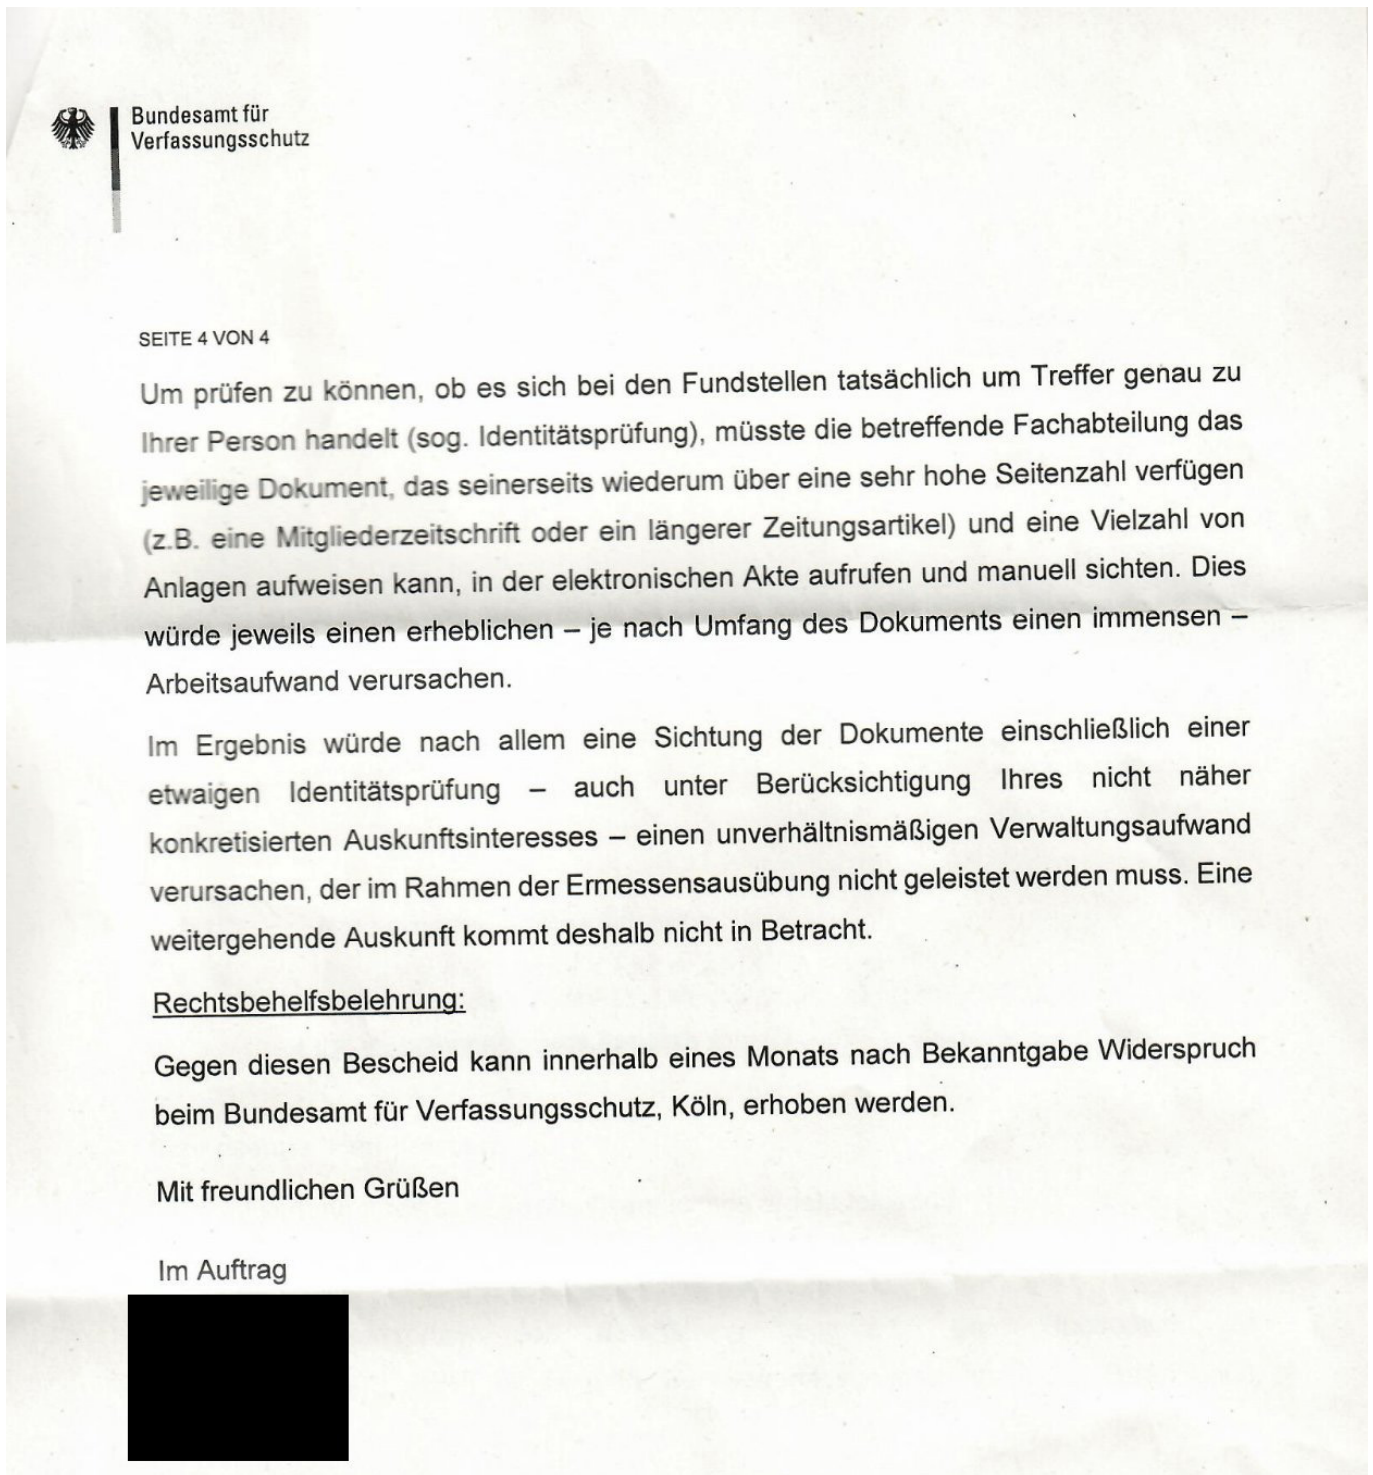 Bundesamt für
Verfassungsschutz
SEITE 4 VON 4
Um prüfen zu können, ob es sich bei den Fundstellen tatsächlich um Treffer genau zu
Ihrer Person handelt (sog. Identitätsprüfung), müsste die betreffende Fachabteilung das
jeweilige Dokument, das seinerseits wiederum über eine sehr hohe Seitenzahl verfügen
(z.B. eine Mitgliederzeitschrift oder ein längerer Zeitungsartikel) und eine Vielzahl von
Anlagen aufweisen kann, in der elektronischen Akte aufrufen und manuell sichten. Dies
würde jeweils einen erheblichen – je nach Umfang des Dokuments einen immensen –
Arbeitsaufwand verursachen.
Im Ergebnis würde nach allem eine Sichtung der Dokumente einschließlich einer
etwaigen Identitätsprüfung – auch unter Berücksichtigung Ihres nicht näher
konkretisierten Auskunftsinteresses – einen unverhältnismäßigen Verwaltungsaufwand
verursachen, der im Rahmen der Ermessensausübung nicht geleistet werden muss. Eine
weitergehende Auskunft kommt deshalb nicht in Betracht.
Rechtsbehelfsbelehrung:
Gegen diesen Bescheid kann innerhalb eines Monats nach Bekanntgabe Widerspruch
beim Bundesamt für Verfassungsschutz, Köln, erhoben werden.
Mit freundlichen Grüßen
Im Auftrag